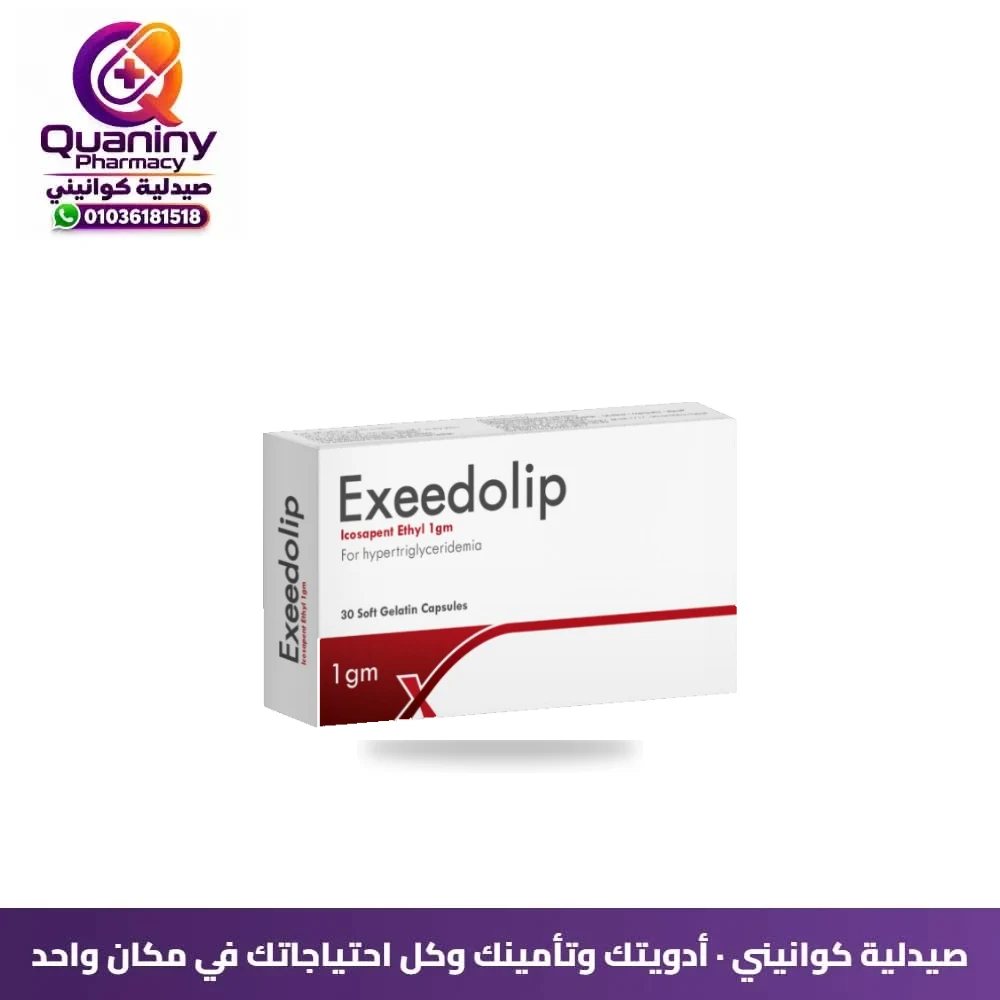 Quaniny
Pharmacy
صيدلية كوانيني
01036181518
Exeedolip
Icosapent Ethyl 1gm
For hypertriglyceridemia
30 Soft Gelatin Capsules
1gm
Exeedolip
Icosapent Ethyl 1gm
صيدلية كوانيني · أدويتك وتأمينك وكل احتياجاتك في مكان واحد